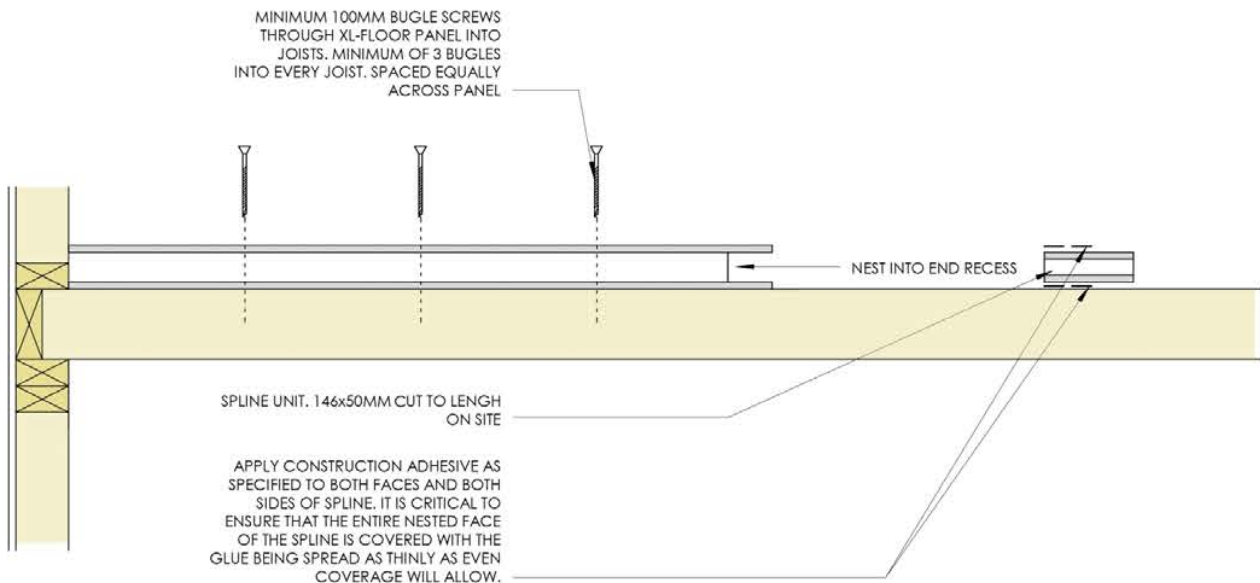 MINIMUM 100MM BUGLE SCREWS
THROUGH XL-FLOOR PANEL INTO
JOISTS. MINIMUM OF 3 BUGLES
INTO EVERY JOIST. SPACED EQUALLY
ACROSS PANEL
NEST INTO END RECESS
SPLINE UNIT. 146x50MM CUT TO LENGH
ON SITE
APPLY CONSTRUCTION ADHESIVE AS
SPECIFIED TO BOTH FACES AND BOTH
SIDES OF SPLINE. IT IS CRITICAL TO
ENSURE THAT THE ENTIRE NESTED FACE
OF THE SPLINE IS COVERED WITH THE
GLUE BEING SPREAD AS THINLY AS EVEN
COVERAGE WILL ALLOW.